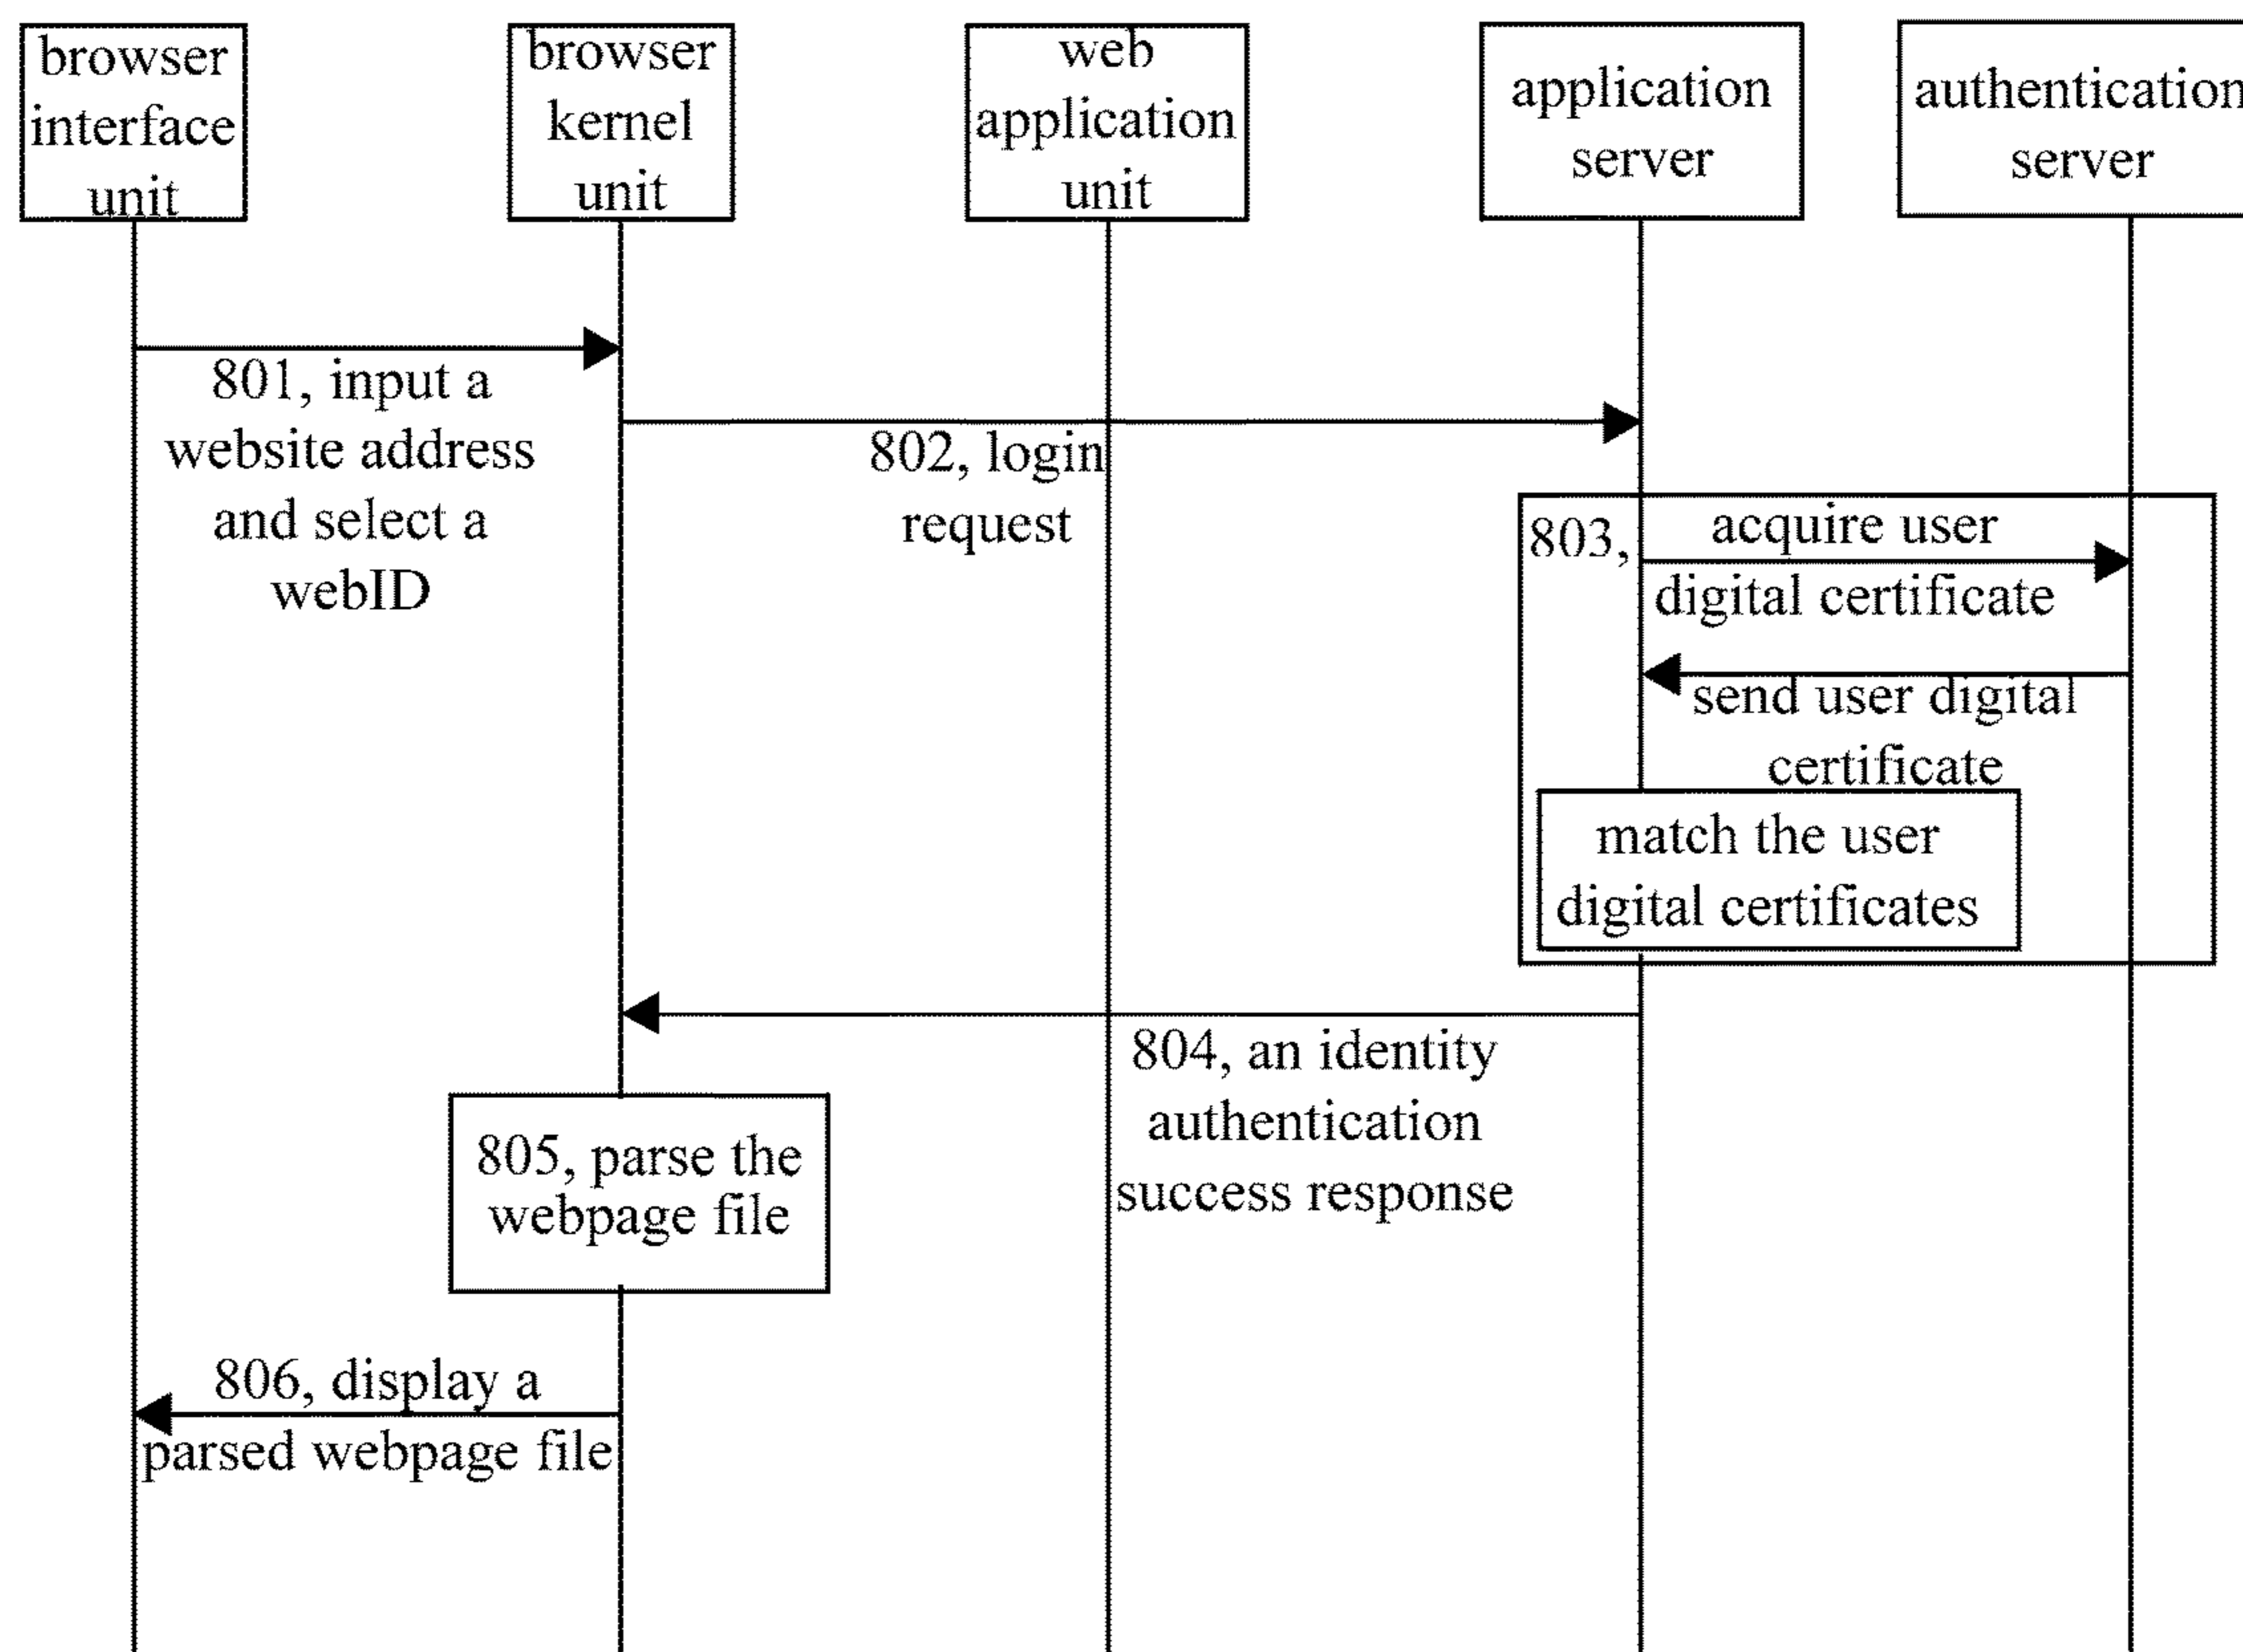 browser
interface
unit
browser
kernel
unit
web
application
unit
application
server
authentication
server
801, input a
website address
and select a
webID
802, login
request
803,
acquire user
digital certificate
send user digital
certificate
match the user
digital certificates
804, an identity
authentication
success response
805, parse the
webpage file
806, display a
parsed webpage file